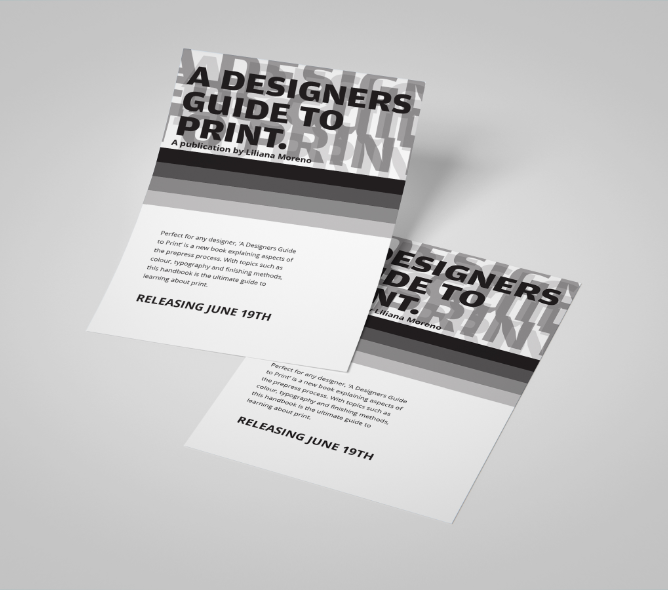 A DESIGNERS
GUIDE TO
PRINT.
A publication by Liliana Moreno
Perfect for any designer, 'A Designers Guide
to Print' is a new book explaining aspects of
the prepress process. With topics such as
colour, typography and finishing methods,
this handbook is the ultimate guide to
learning about print.
RELEASING JUNE 19TH
DESIGNERS
DE TO
NT.
Liliana Moreno
Perfect for any designer, 'A Designers Guide
to Print' is a new book explaining aspects of
the prepress process. With topics such as
colour, typography and finishing methods,
this handbook is the ultimate guide to
learning about print.
RELEASING JUNE 19TH